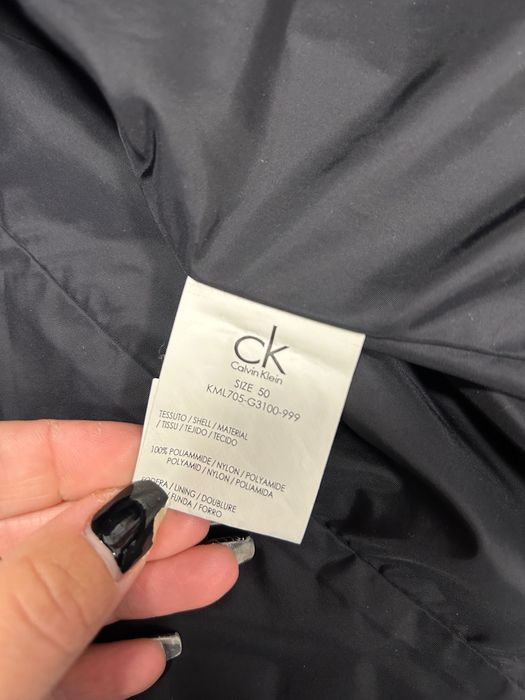 ck
Calvin Klein
SIZE 50
KML705-G3100-999
TESSUTO / SHELL / MATERIAL
/ TISSU / TEJIDO / TECIDO
100% POLIAMMIDE / NYLON / POLYAMIDE
POLYAMID / NYLON / POLIAMIDA
/ LINING / DOUBLURE
/ FUNDA / FORRO